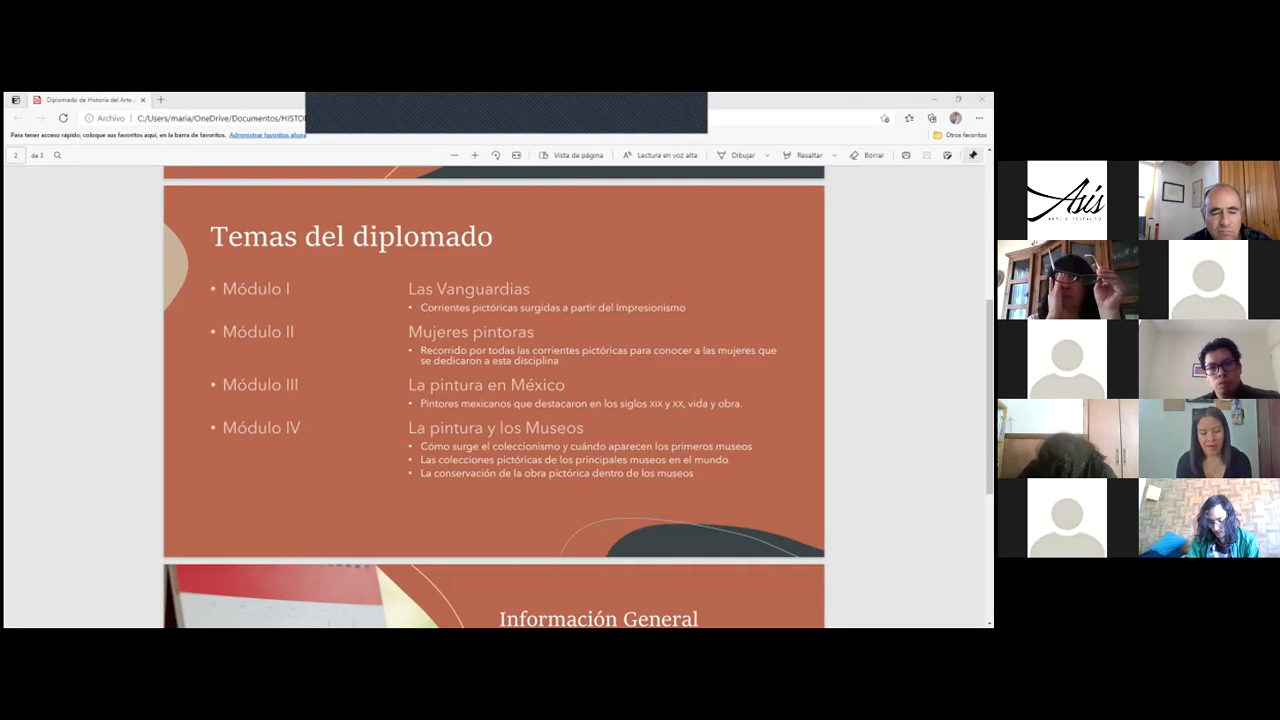 Diplomado de Historia del Arte
Archivo C:/Users/maria/OneDrive/Documentos/HISTO
Para tener acceso rápido, coloque sus favoritos aquí, en la barra de favoritos. Administrar favoritos ahora
Otros favoritos
2 de 3 Vista de página Lectura en voz alta Dibujar Resaltar Borrar
Temas del diplomado
• Módulo I Las Vanguardias
• Corrientes pictóricas surgidas a partir del Impresionismo
• Módulo II Mujeres pintoras
• Recorrido por todas las corrientes pictóricas para conocer a las mujeres que
se dedicaron a esta disciplina
• Módulo III La pintura en México
• Pintores mexicanos que destacaron en los siglos XIX y XX, vida y obra.
• Módulo IV La pintura y los Museos
• Cómo surge el coleccionismo y cuándo aparecen los primeros museos
• Las colecciones pictóricas de los principales museos en el mundo
• La conservación de la obra pictórica dentro de los museos
Información General
Asís